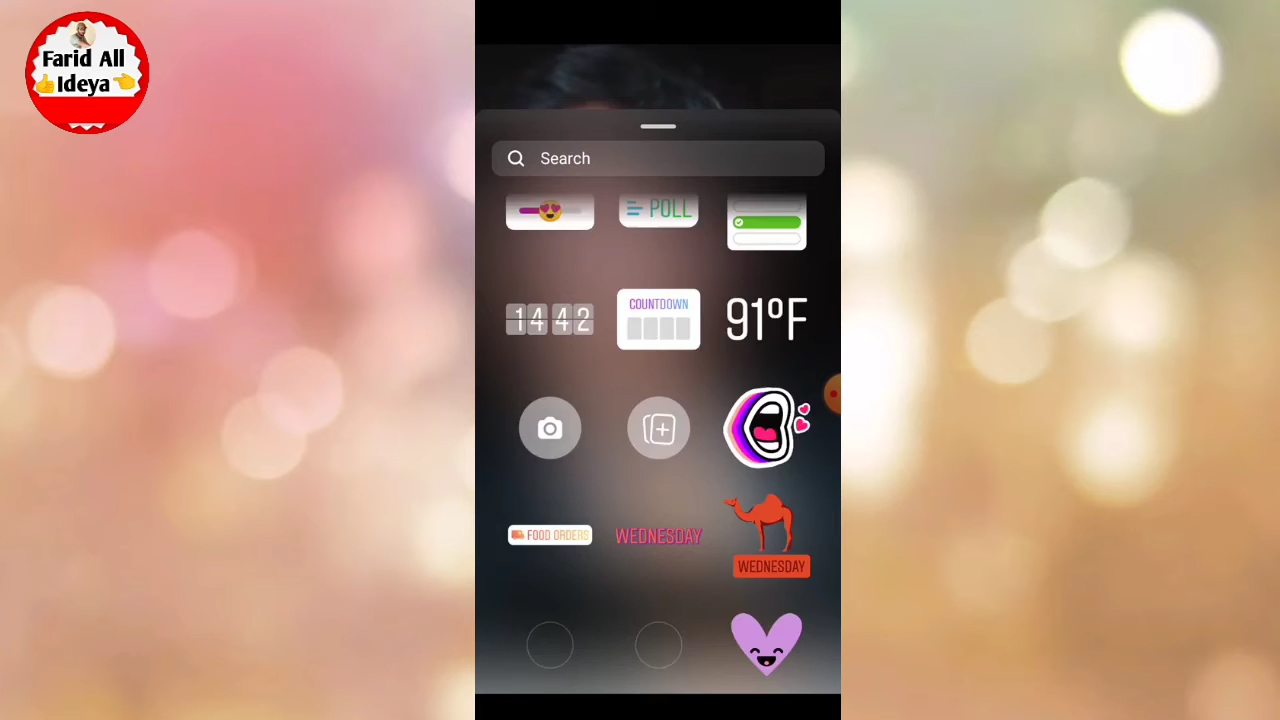 Farid All
Ideya
Search
POLL
14 42
COUNTDOWN
91°F
FOOD ORDERS
WEDNESDAY
WEDNESDAY